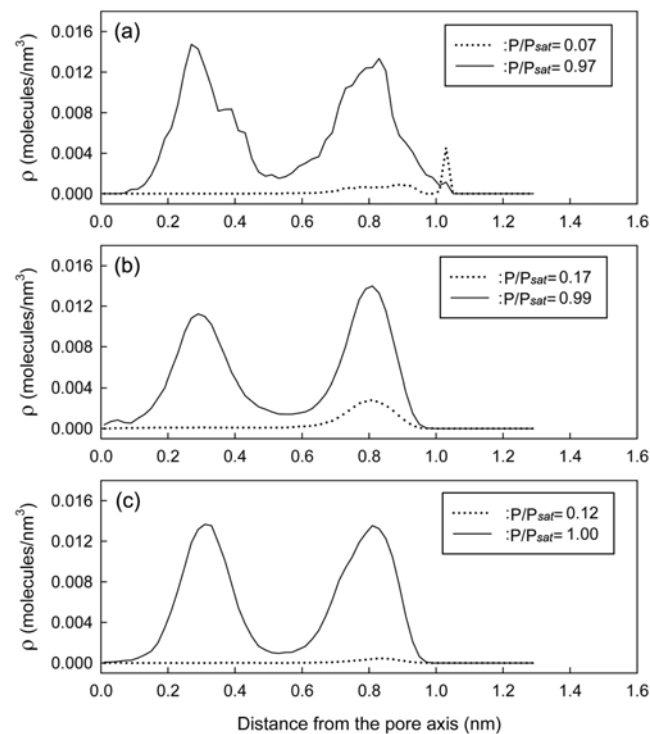 (a)
:P/Psat= 0.07
:P/Psat= 0.97
ρ (molecules/nm³)
0.016
0.012
0.008
0.004
0.000
0.0 0.2 0.4 0.6 0.8 1.0 1.2 1.4 1.6
(b)
:P/Psat= 0.17
:P/Psat= 0.99
ρ (molecules/nm³)
0.016
0.012
0.008
0.004
0.000
0.0 0.2 0.4 0.6 0.8 1.0 1.2 1.4 1.6
(c)
:P/Psat= 0.12
:P/Psat= 1.00
ρ (molecules/nm³)
0.016
0.012
0.008
0.004
0.000
0.0 0.2 0.4 0.6 0.8 1.0 1.2 1.4 1.6
Distance from the pore axis (nm)